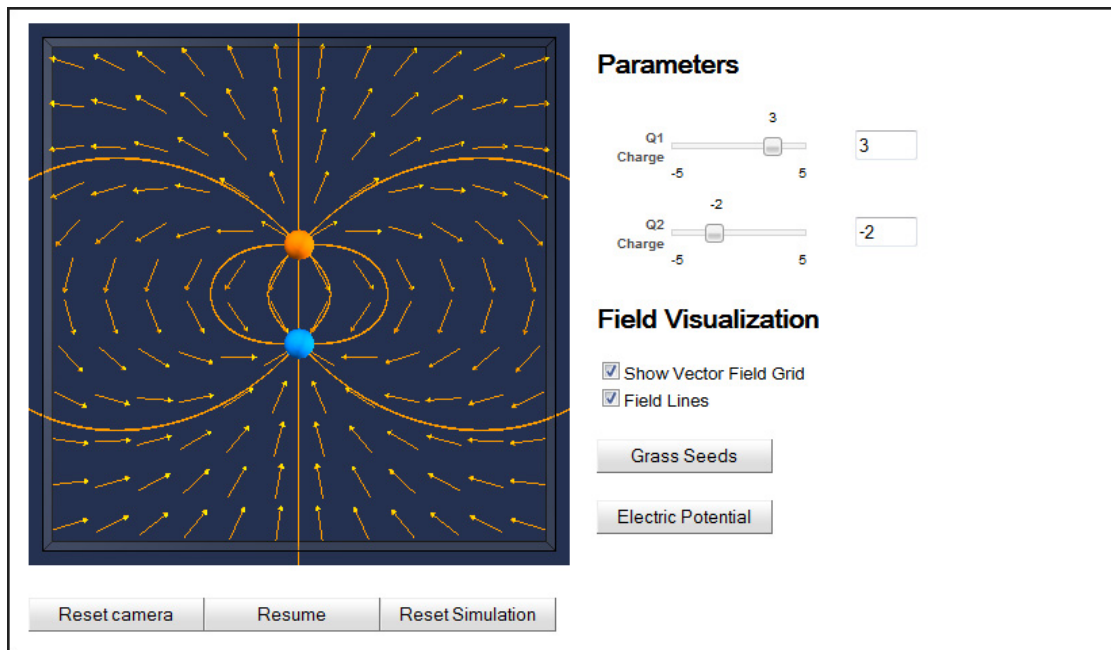 Parameters
3
Q1
Charge
-5
5
3
-2
Q2
Charge
-5
5
-2
Field Visualization
Show Vector Field Grid
Field Lines
Grass Seeds
Electric Potential
Reset camera
Resume
Reset Simulation